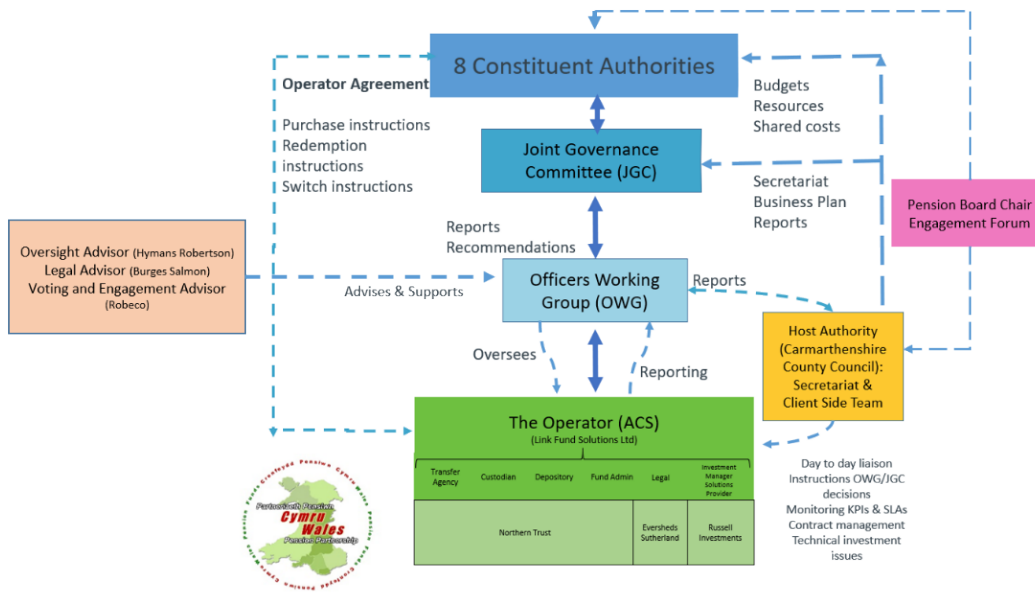 8 Constituent Authorities
Operator Agreement
Purchase instructions
Redemption
instructions
Switch instructions
Budgets
Resources
Shared costs
Joint Governance
Committee (JGC)
Secretariat
Business Plan
Reports
Pension Board Chair
Engagement Forum
Reports
Recommendations
Oversight Advisor (Hymans Robertson)
Legal Advisor (Burges Salmon)
Voting and Engagement Advisor
(Robeco)
Advises & Supports
Officers Working
Group (OWG)
Reports
Host Authority
(Carmarthenshire
County Council):
Secretariat &
Client Side Team
Oversees
Reporting
The Operator (ACS)
(Link Fund Solutions Ltd)
Transfer
Agency
Custodian
Depository
Fund Admin
Legal
Investment
Manager
Solutions
Provider
Northern Trust
Eversheds
Sutherland
Russell
Investments
Day to day liaison
Instructions OWG/JGC
decisions
Monitoring KPIs & SLAs
Contract management
Technical investment
issues
Partneriaeth Pensiwn
Cymru
Wales
Pension Partnership